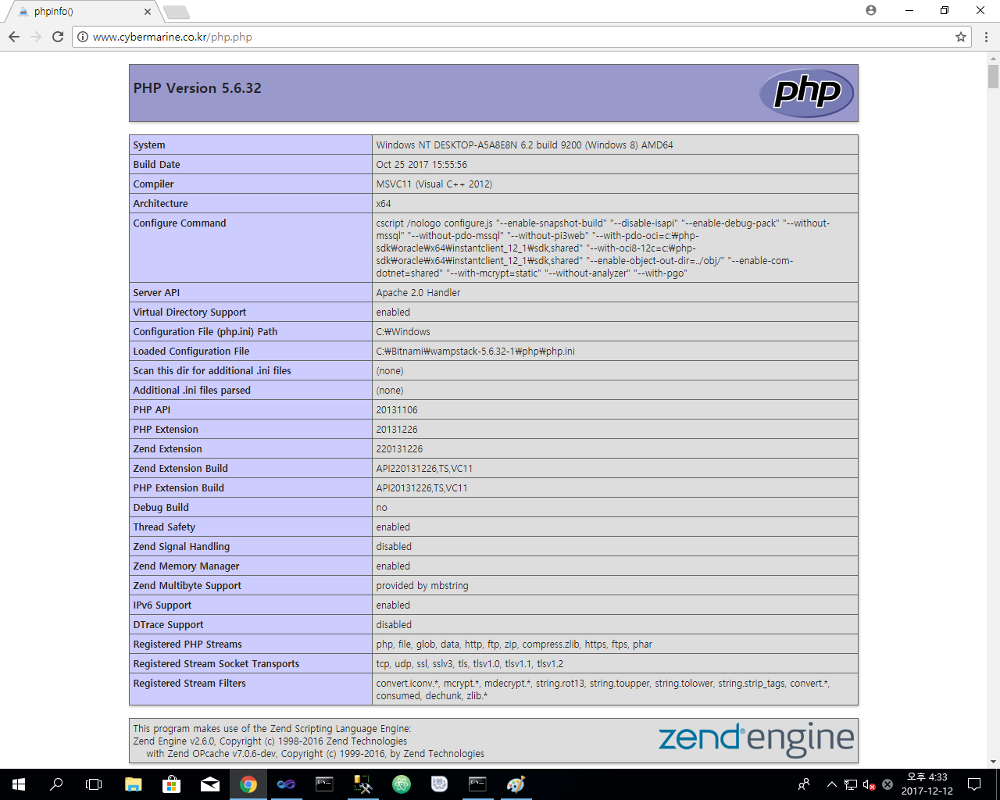 phpinfo()
www.cybermarine.co.kr/php.php
PHP Version 5.6.32
php
System Windows NT DESKTOP-A5A8E8N 6.2 build 9200 (Windows 8) AMD64
Build Date Oct 25 2017 15:55:56
Compiler MSVC11 (Visual C++ 2012)
Architecture x64
Configure Command cscript /nologo configure.js "--enable-snapshot-build" "--disable-isapi" "--enable-debug-pack" "--without-
mssql" "--without-pdo-mssql" "--without-pi3web" "--with-pdo-oci=c:₩php-
sdk₩oracle₩x64₩instantclient_12_1₩sdk,shared" "--with-oci8-12c=c:₩php-
sdk₩oracle₩x64₩instantclient_12_1₩sdk,shared" "--enable-object-out-dir=../obj/" "--enable-com-
dotnet=shared" "--with-mcrypt=static" "--without-analyzer" "--with-pgo"
Server API Apache 2.0 Handler
Virtual Directory Support enabled
Configuration File (php.ini) Path C:₩Windows
Loaded Configuration File C:₩Bitnami₩wampstack-5.6.32-1₩php₩php.ini
Scan this dir for additional .ini files (none)
Additional .ini files parsed (none)
PHP API 20131106
PHP Extension 20131226
Zend Extension 220131226
Zend Extension Build API220131226,TS,VC11
PHP Extension Build API20131226,TS,VC11
Debug Build no
Thread Safety enabled
Zend Signal Handling disabled
Zend Memory Manager enabled
Zend Multibyte Support provided by mbstring
IPv6 Support enabled
DTrace Support disabled
Registered PHP Streams php, file, glob, data, http, ftp, zip, compress.zlib, https, ftps, phar
Registered Stream Socket Transports tcp, udp, ssl, sslv3, tls, tlsv1.0, tlsv1.1, tlsv1.2
Registered Stream Filters convert.iconv.*, mcrypt.*, mdecrypt.*, string.rot13, string.toupper, string.tolower, string.strip_tags, convert.*,
consumed, dechunk, zlib.*
This program makes use of the Zend Scripting Language Engine:
Zend Engine v2.6.0, Copyright (c) 1998-2016 Zend Technologies
with Zend OPcache v7.0.6-dev, Copyright (c) 1999-2016, by Zend Technologies
zend® engine
오후 4:33
2017-12-12